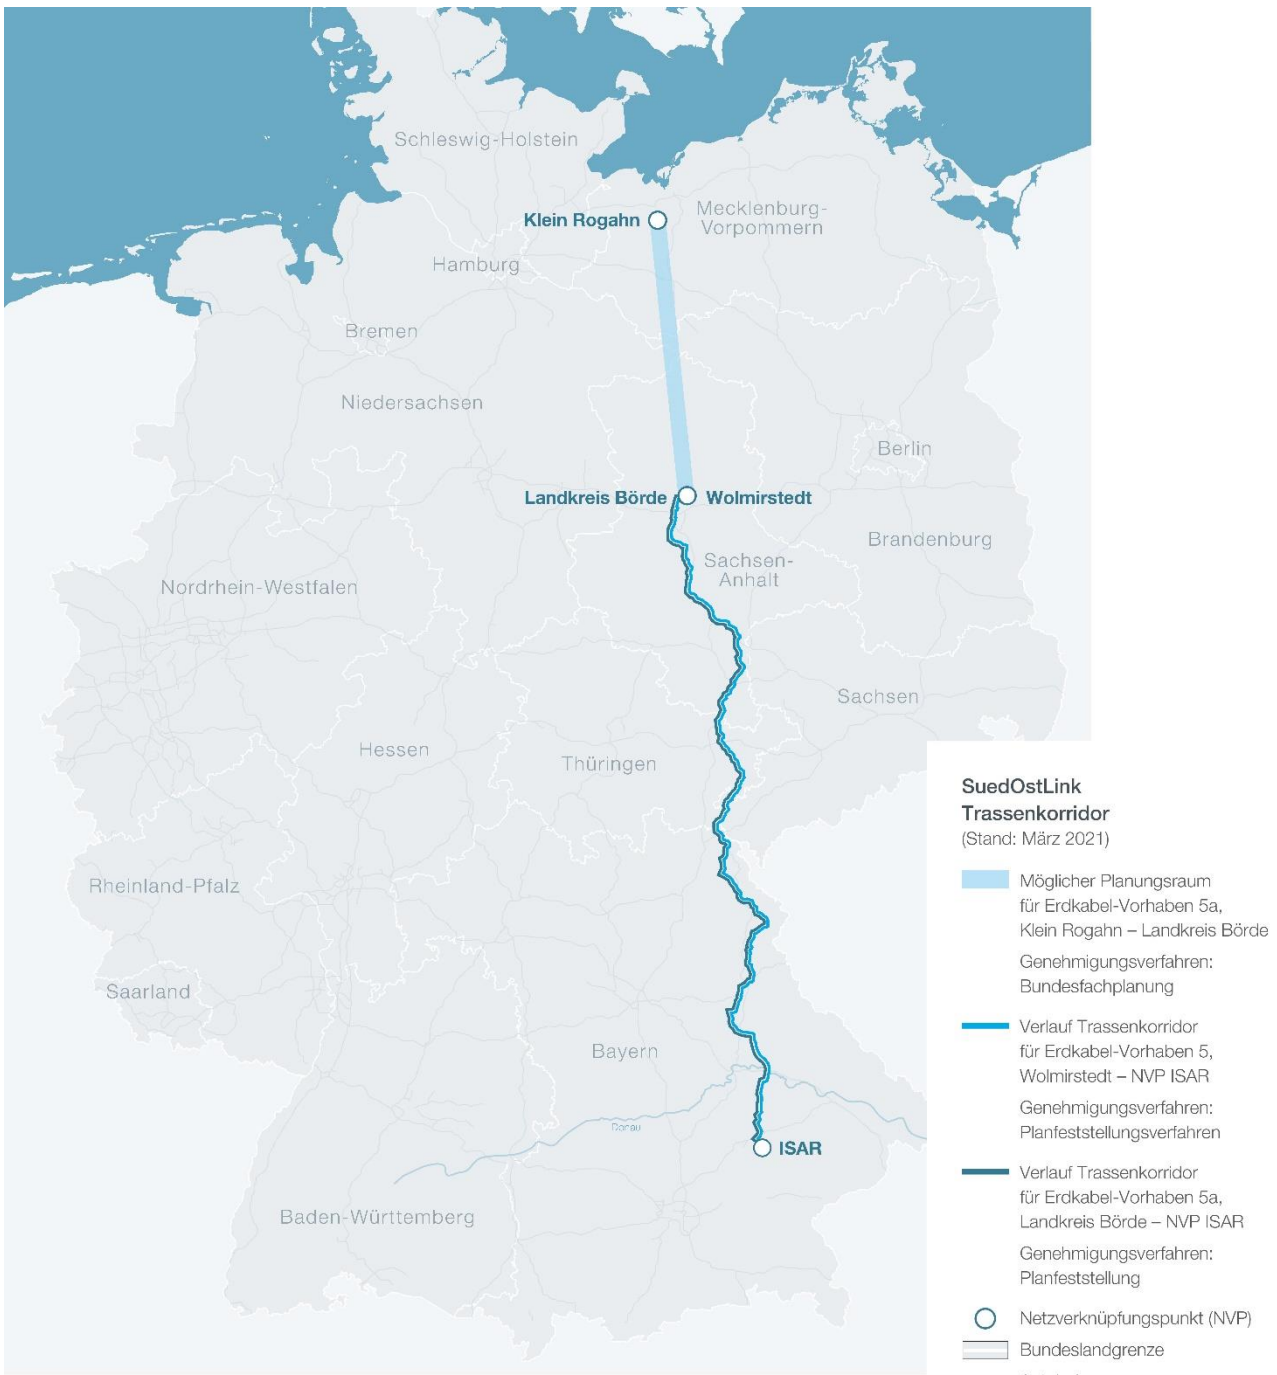 Schleswig-Holstein
Klein Rogahn
Mecklenburg-
Vorpommern
Hamburg
Bremen
Niedersachsen
Berlin
Landkreis Börde
Wolmirstedt
Brandenburg
Sachsen-
Anhalt
Nordrhein-Westfalen
Sachsen
Hessen
Thüringen
Rheinland-Pfalz
Saarland
Bayern
Donau
ISAR
Baden-Württemberg
SuedOstLink
Trassenkorridor
(Stand: März 2021)
Möglicher Planungsraum
für Erdkabel-Vorhaben 5a,
Klein Rogahn – Landkreis Börde
Genehmigungsverfahren:
Bundesfachplanung
Verlauf Trassenkorridor
für Erdkabel-Vorhaben 5,
Wolmirstedt – NVP ISAR
Genehmigungsverfahren:
Planfeststellungsverfahren
Verlauf Trassenkorridor
für Erdkabel-Vorhaben 5a,
Landkreis Börde – NVP ISAR
Genehmigungsverfahren:
Planfeststellung
Netzverknüpfungspunkt (NVP)
Bundeslandgrenze